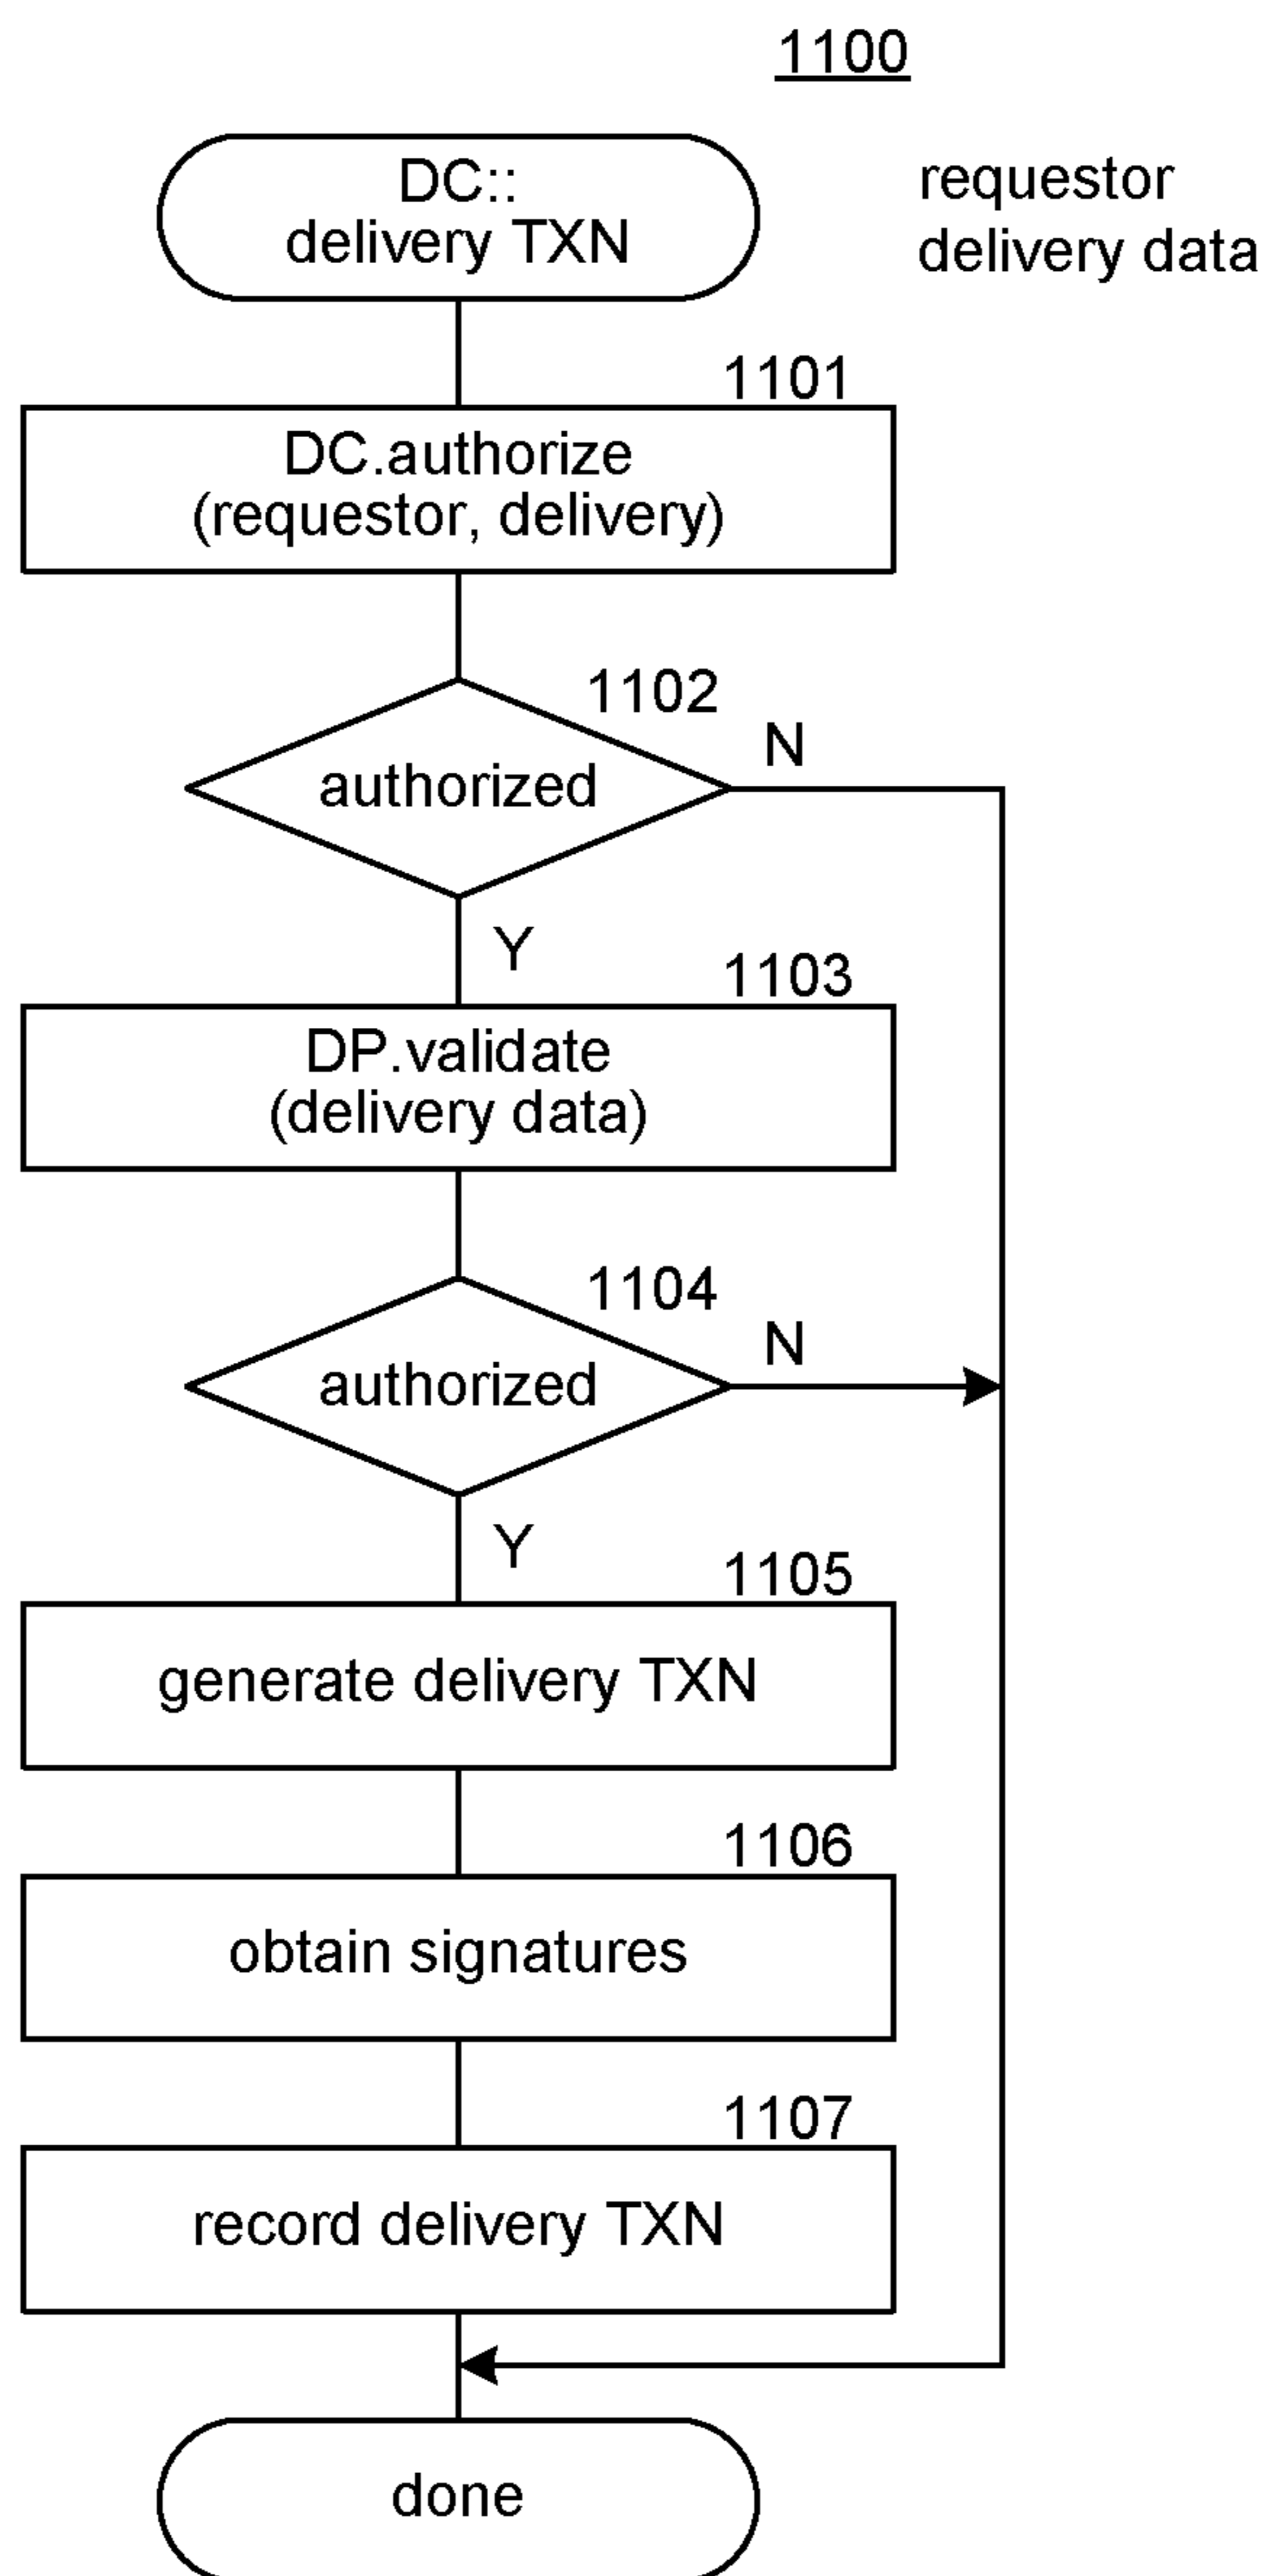 1100
DC::
delivery TXN
requestor
delivery data
1101
DC.authorize
(requestor, delivery)
1102
N
authorized
Y
1103
DP.validate
(delivery data)
1104
N
authorized
Y
1105
generate delivery TXN
1106
obtain signatures
1107
record delivery TXN
done